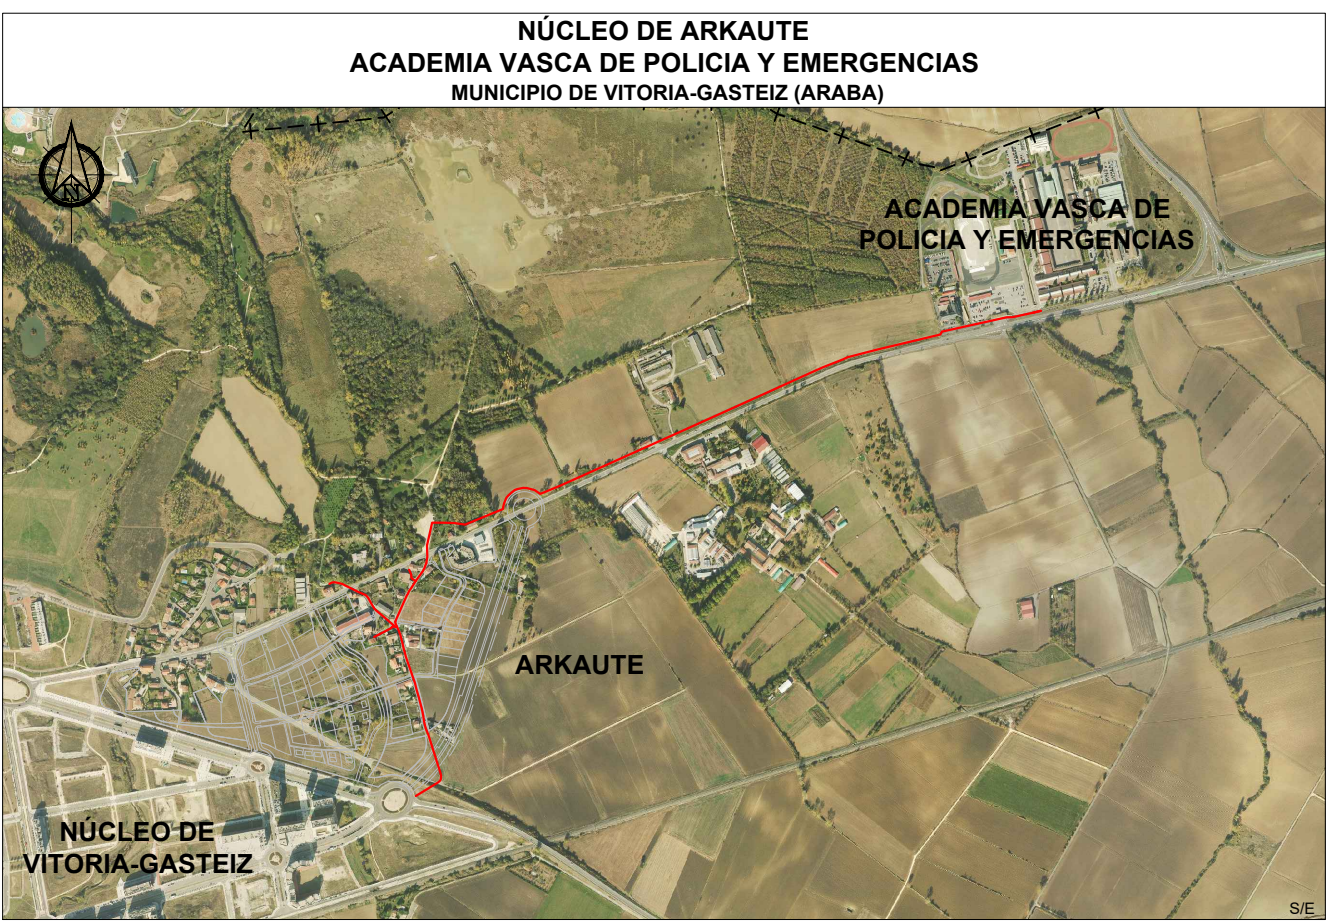 NÚCLEO DE ARKAUTE
ACADEMIA VASCA DE POLICIA Y EMERGENCIAS
MUNICIPIO DE VITORIA-GASTEIZ (ARABA)
N
ACADEMIA VASCA DE
POLICIA Y EMERGENCIAS
ARKAUTE
NÚCLEO DE
VITORIA-GASTEIZ
S/E